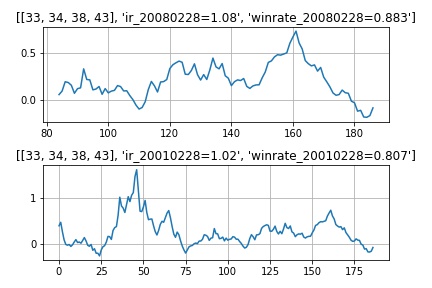 [[33, 34, 38, 43], 'ir_20080228=1.08', 'winrate_20080228=0.883']
0.5
0.0
80 100 120 140 160 180
[[33, 34, 38, 43], 'ir_20010228=1.02', 'winrate_20010228=0.807']
1
0
0 25 50 75 100 125 150 175